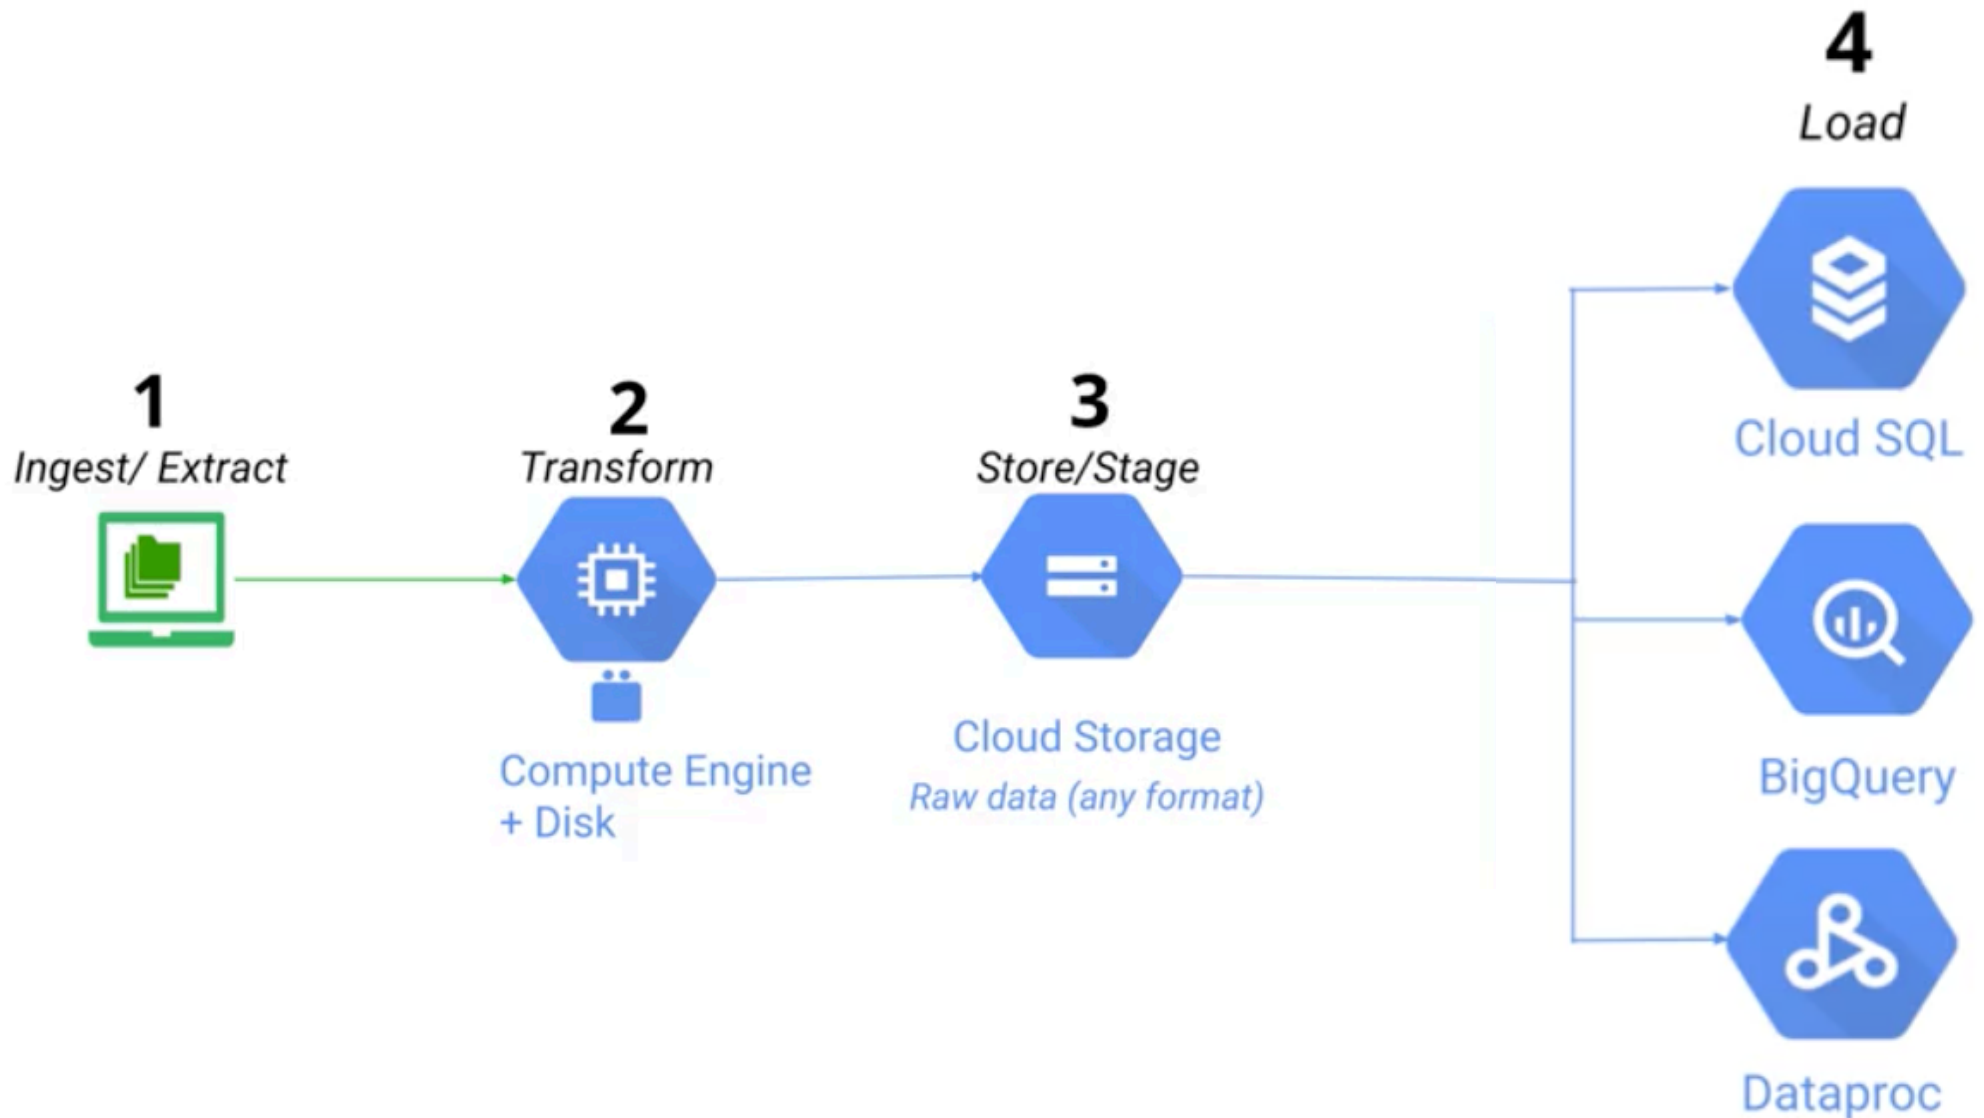 1
Ingest/ Extract
2
Transform
Compute Engine
+ Disk
3
Store/Stage
Cloud Storage
Raw data (any format)
4
Load
Cloud SQL
BigQuery
Dataproc